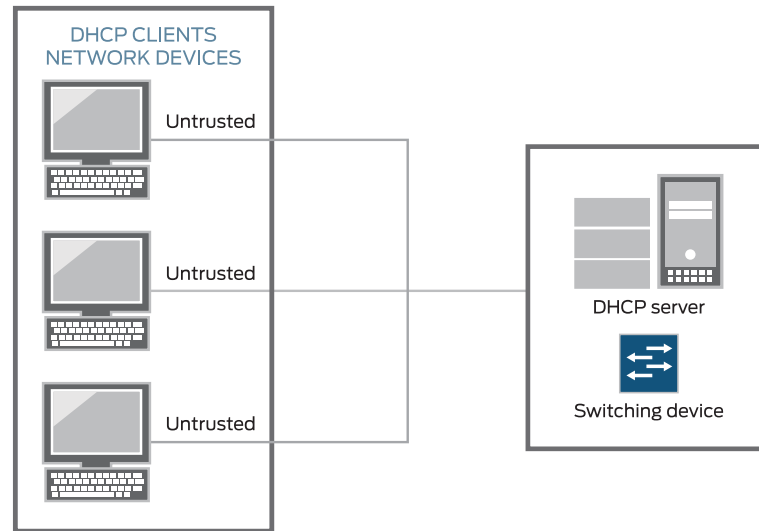 DHCP CLIENTS
NETWORK DEVICES
Untrusted
Untrusted
Untrusted
DHCP server
Switching device